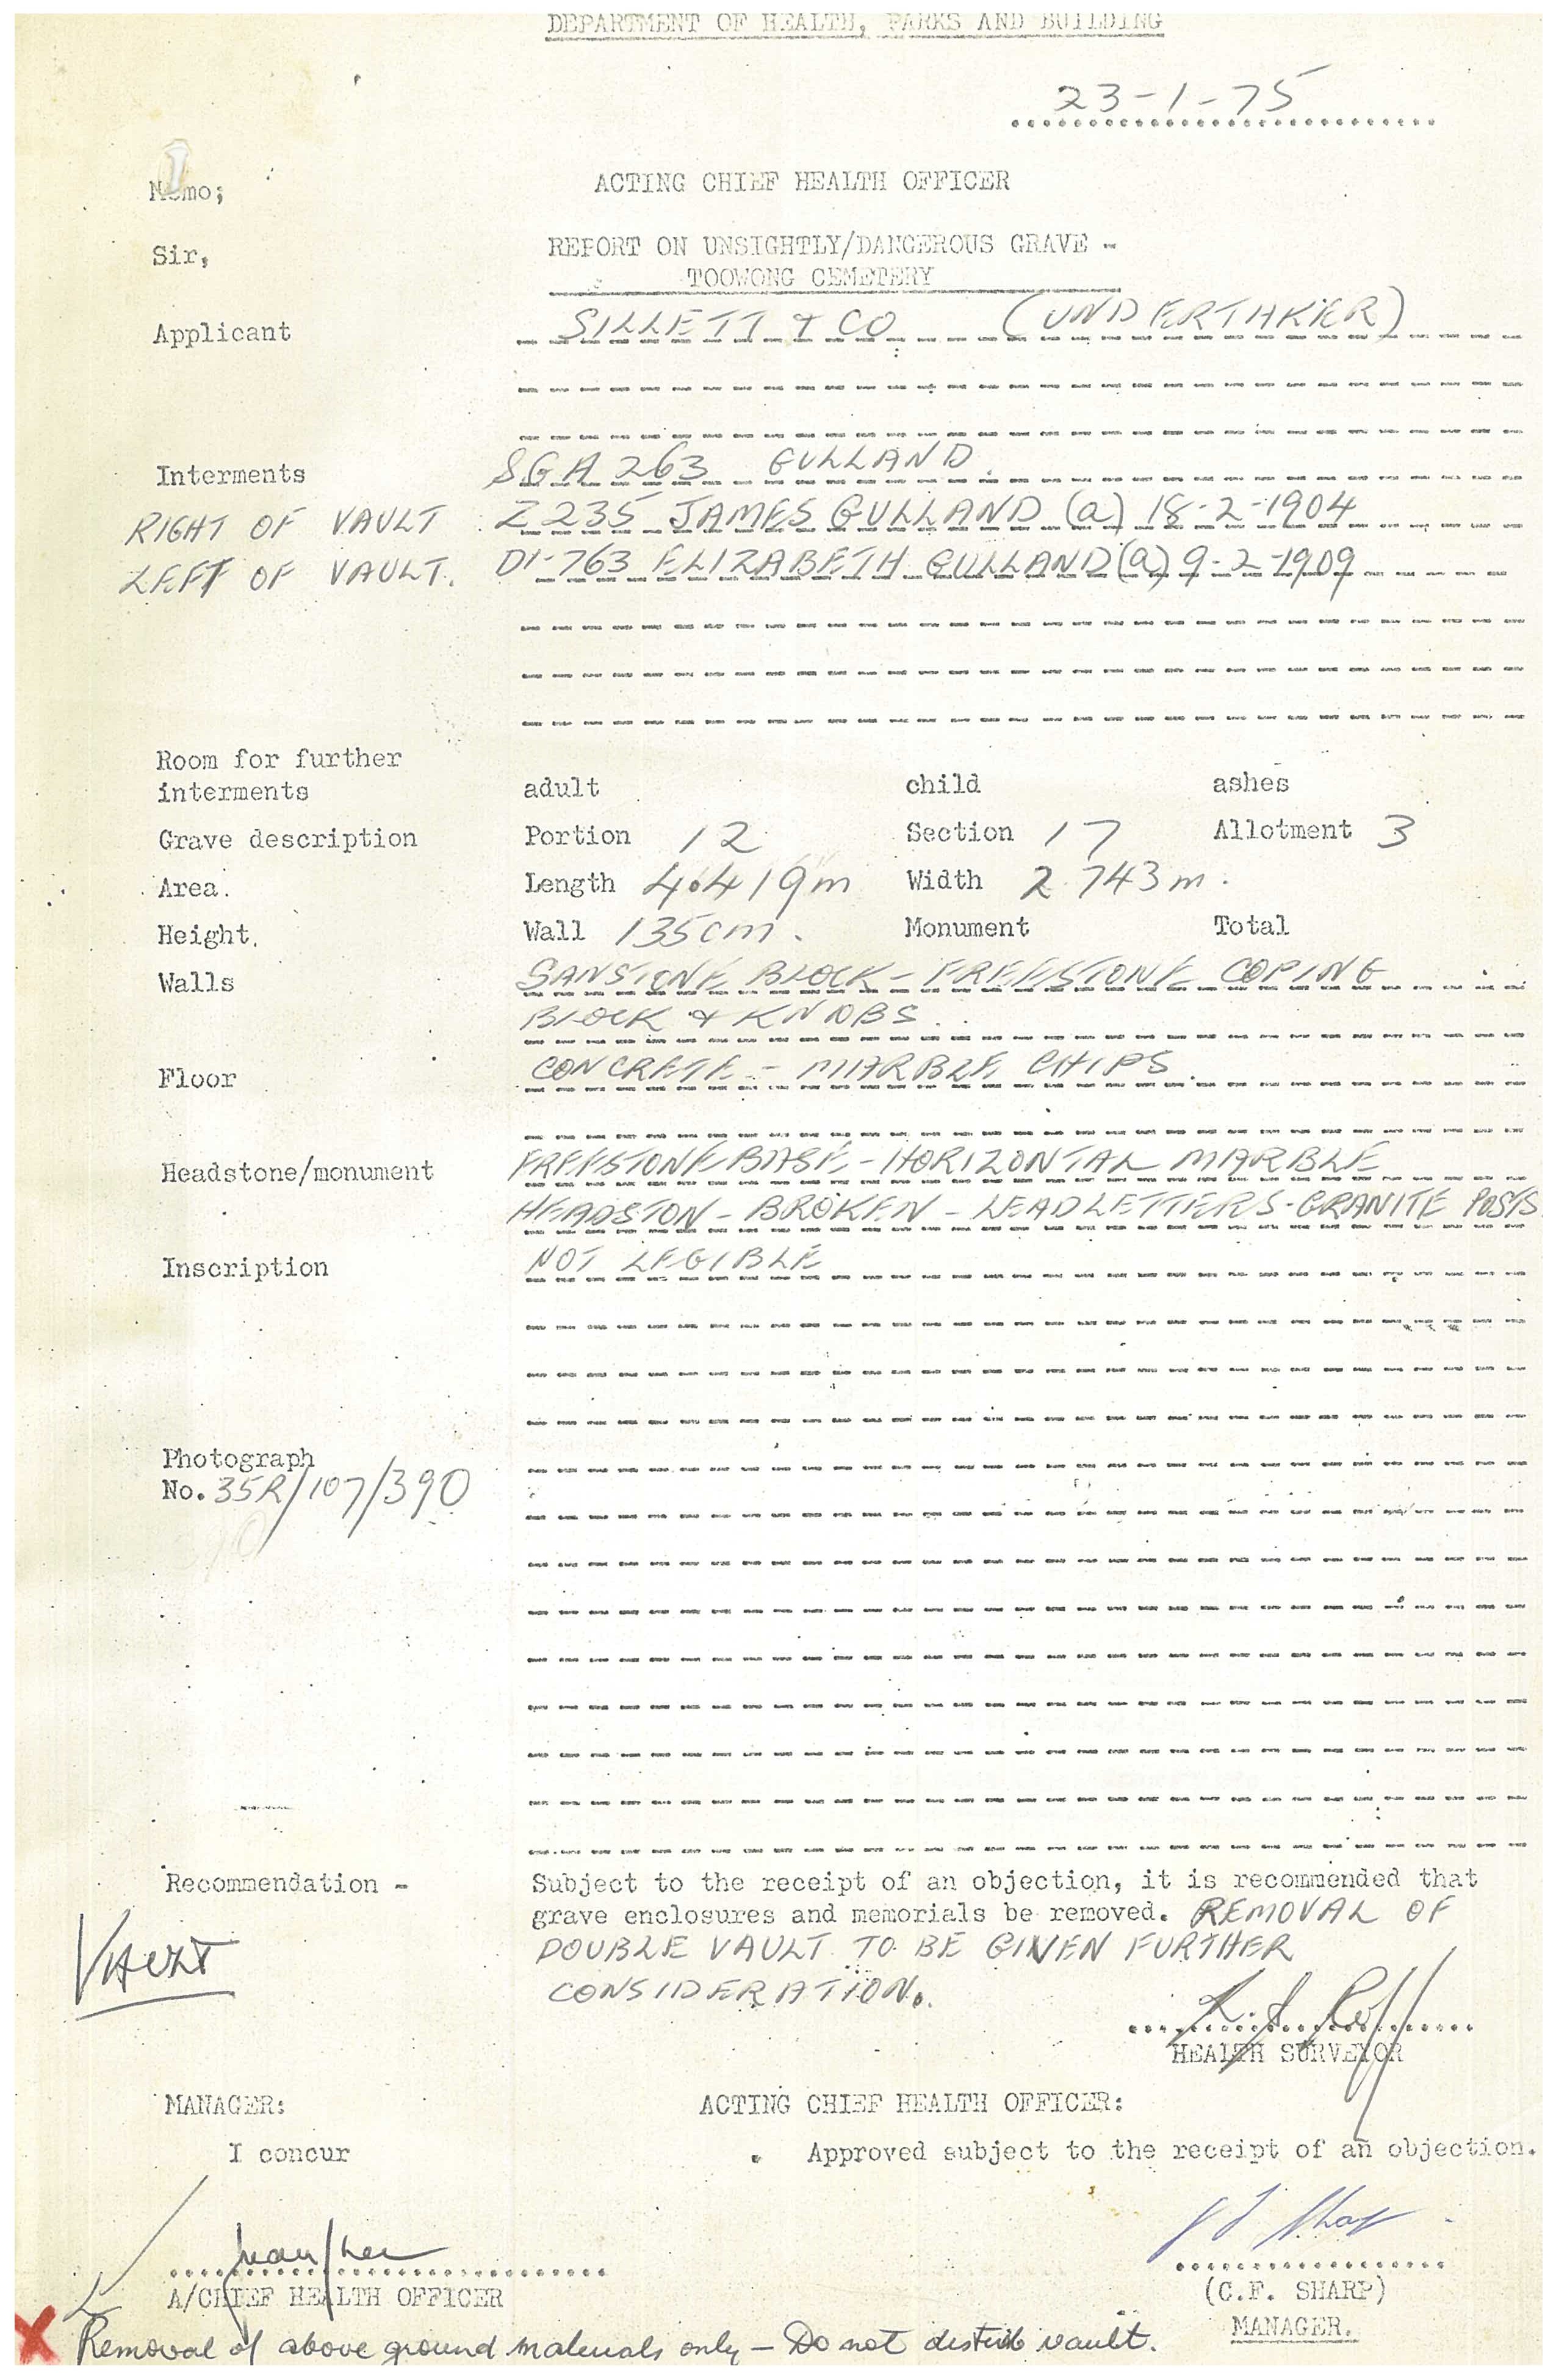 DEPARTMENT OF HEALTH, PARKS AND BUILDING
23-1-75
Memo; ACTING CHIEF HEALTH OFFICER
Sir, REPORT ON UNSIGHTLY/DANGEROUS GRAVE -
TOOWONG CEMETERY
Applicant SILLETT & CO (UNDERTAKER)
Interments S.G.A 263 GULLAND.
RIGHT OF VAULT Z 235 JAMES GULLAND (a) 18-2-1904
LEFT OF VAULT. D1-763 ELIZABETH GULLAND (a) 9-2-1909
Room for further
interments adult child ashes
Grave description Portion 12 Section 17 Allotment 3
Area. Length 4.419m Width 2.743m.
Height. Wall 135cm. Monument Total
Walls SANSTONE BLOCK - FREESTONE COPING
BLOCK & KNOBS.
Floor CONCRETE - MARBLE CHIPS.
Headstone/monument FREESTONE BASE - HORIZONTAL MARBLE
HEADSTON - BROKEN - LEAD LETTERS - GRANITE POSTS
Inscription NOT LEGIBLE
Photograph
No. 35R/107/390
Recommendation - Subject to the receipt of an objection, it is recommended that
grave enclosures and memorials be removed. REMOVAL OF
DOUBLE VAULT TO BE GIVEN FURTHER
VAULT
CONSIDERATION.
HEALTH SURVEYOR
MANAGER: ACTING CHIEF HEALTH OFFICER:
I concur Approved subject to the receipt of an objection.
A/CHIEF HEALTH OFFICER (C.F. SHARP)
MANAGER.
X Removal of above ground materials only - Do not disturb vault.